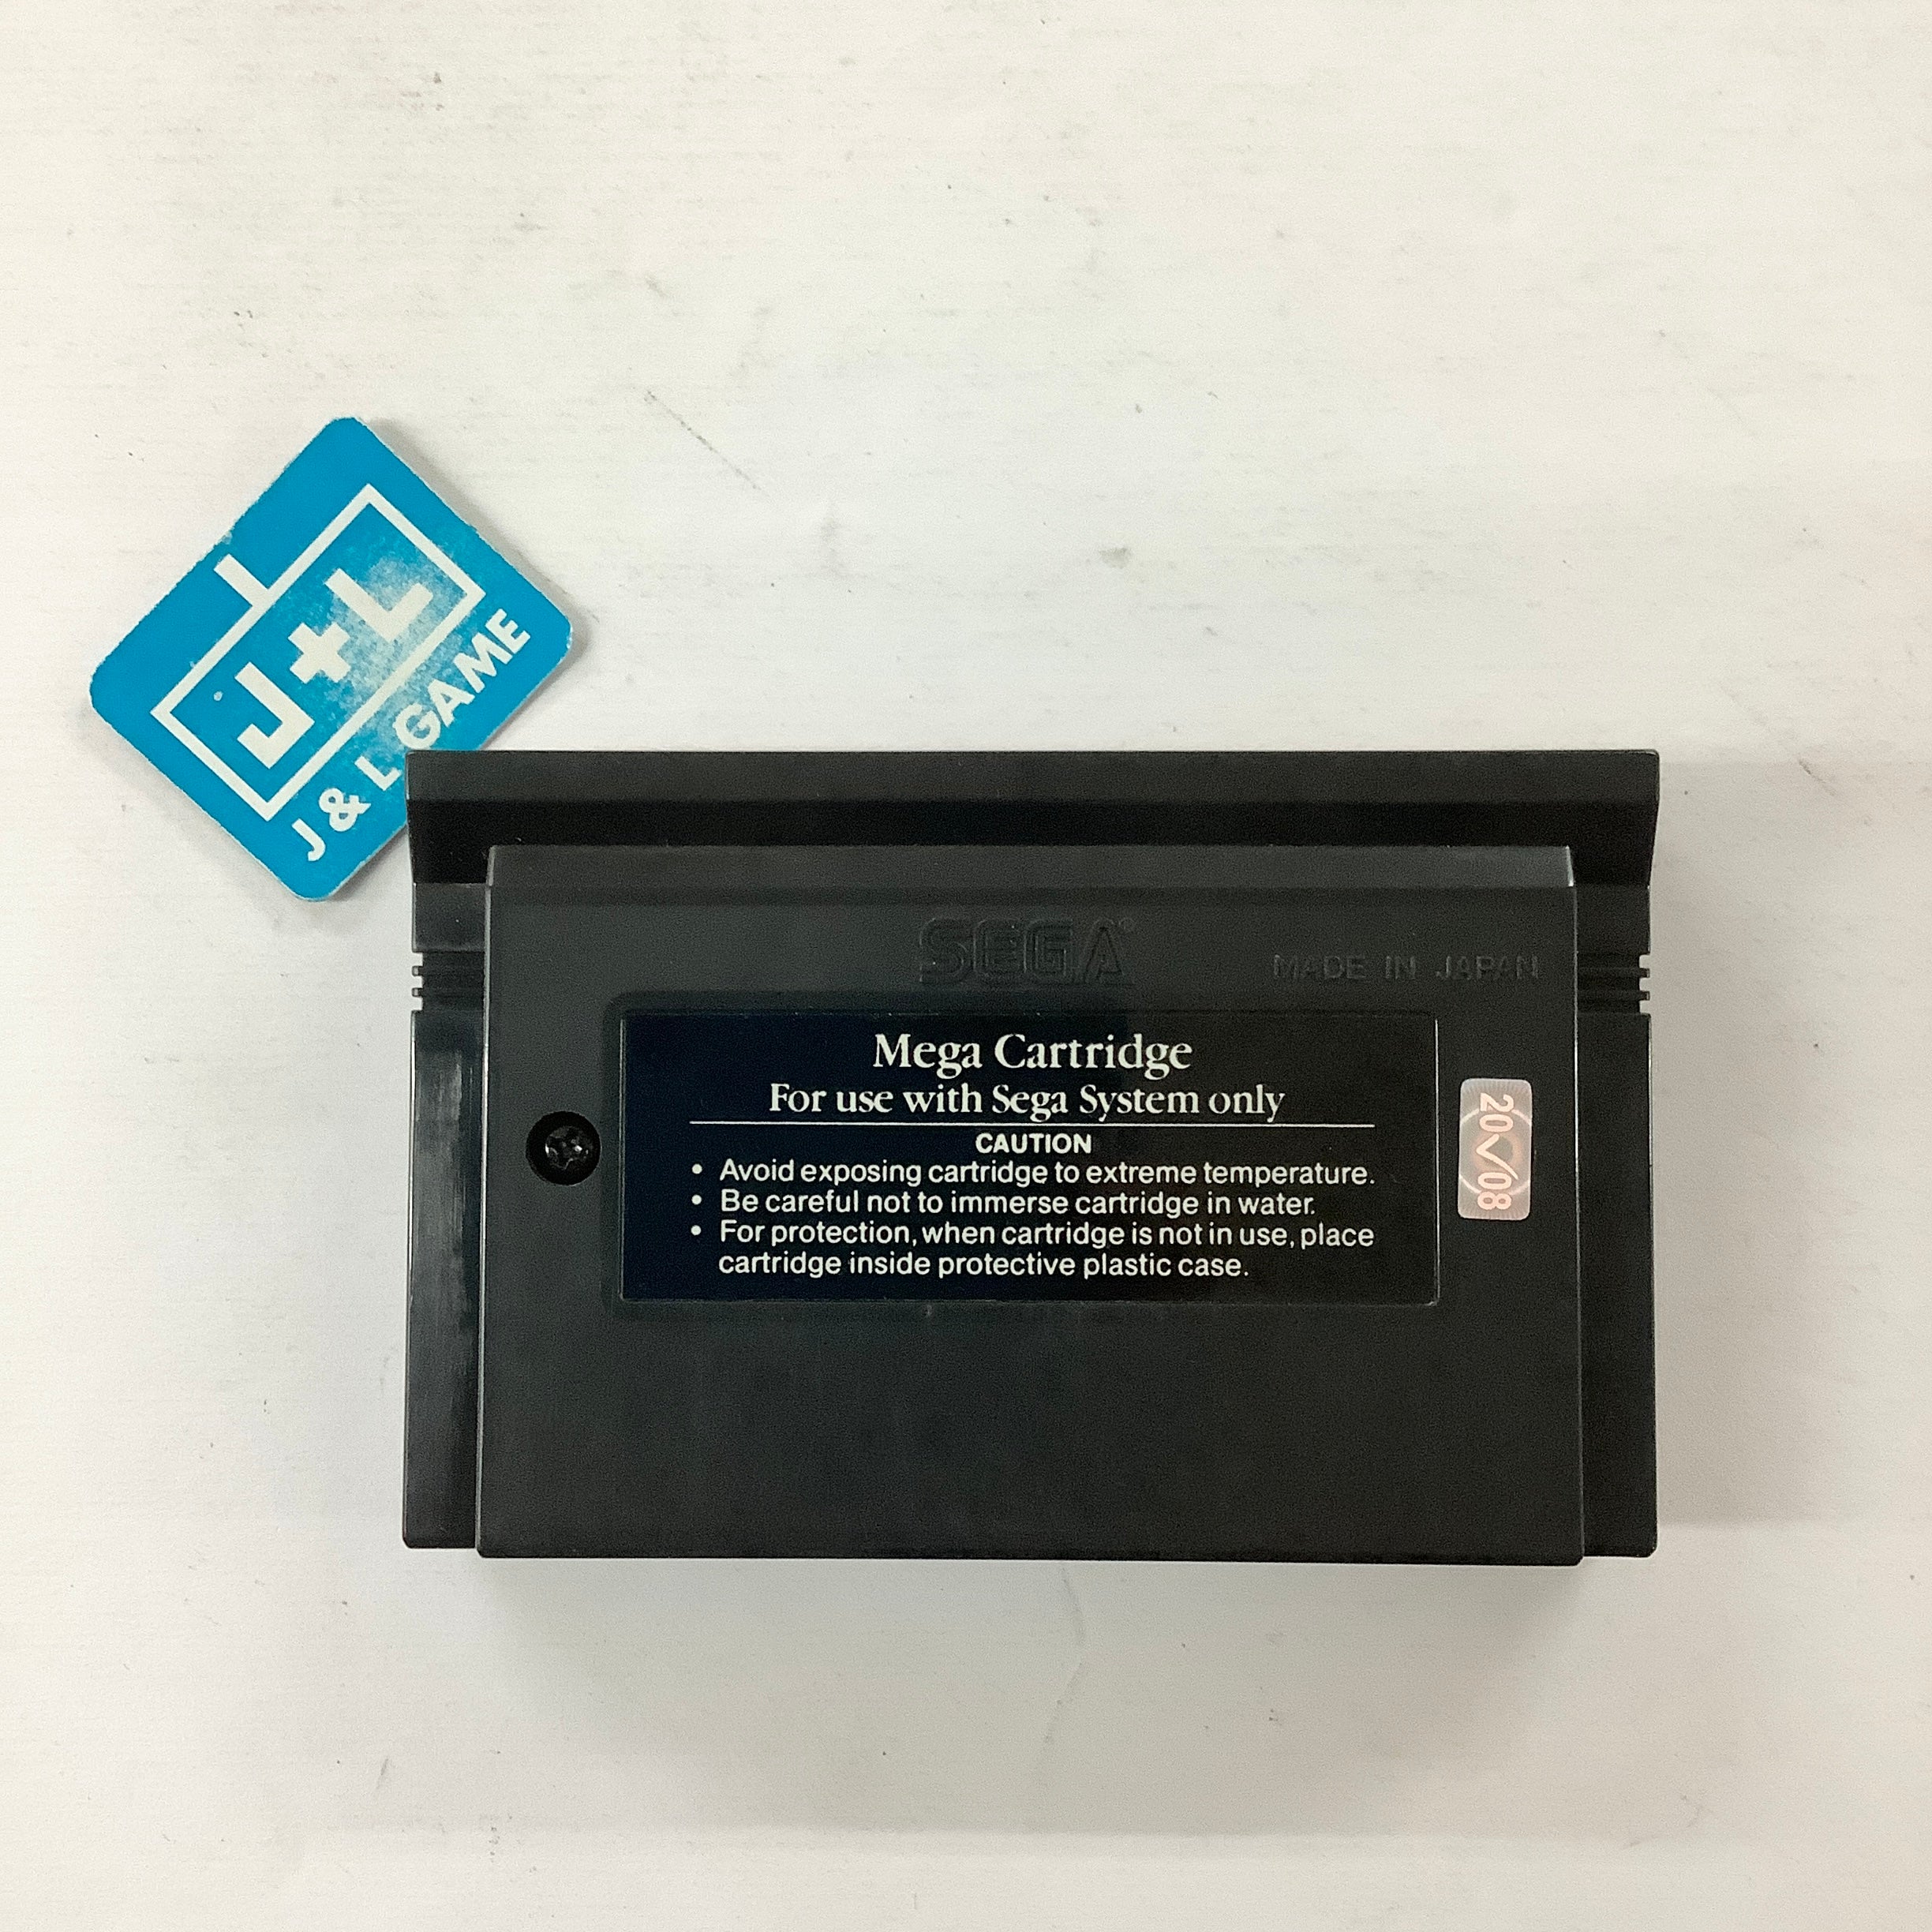 J+L
J & L GAME
SEGA®
MADE IN JAPAN
Mega Cartridge
For use with Sega System only
CAUTION
• Avoid exposing cartridge to extreme temperature.
• Be careful not to immerse cartridge in water.
• For protection, when cartridge is not in use, place
cartridge inside protective plastic case.
20√08